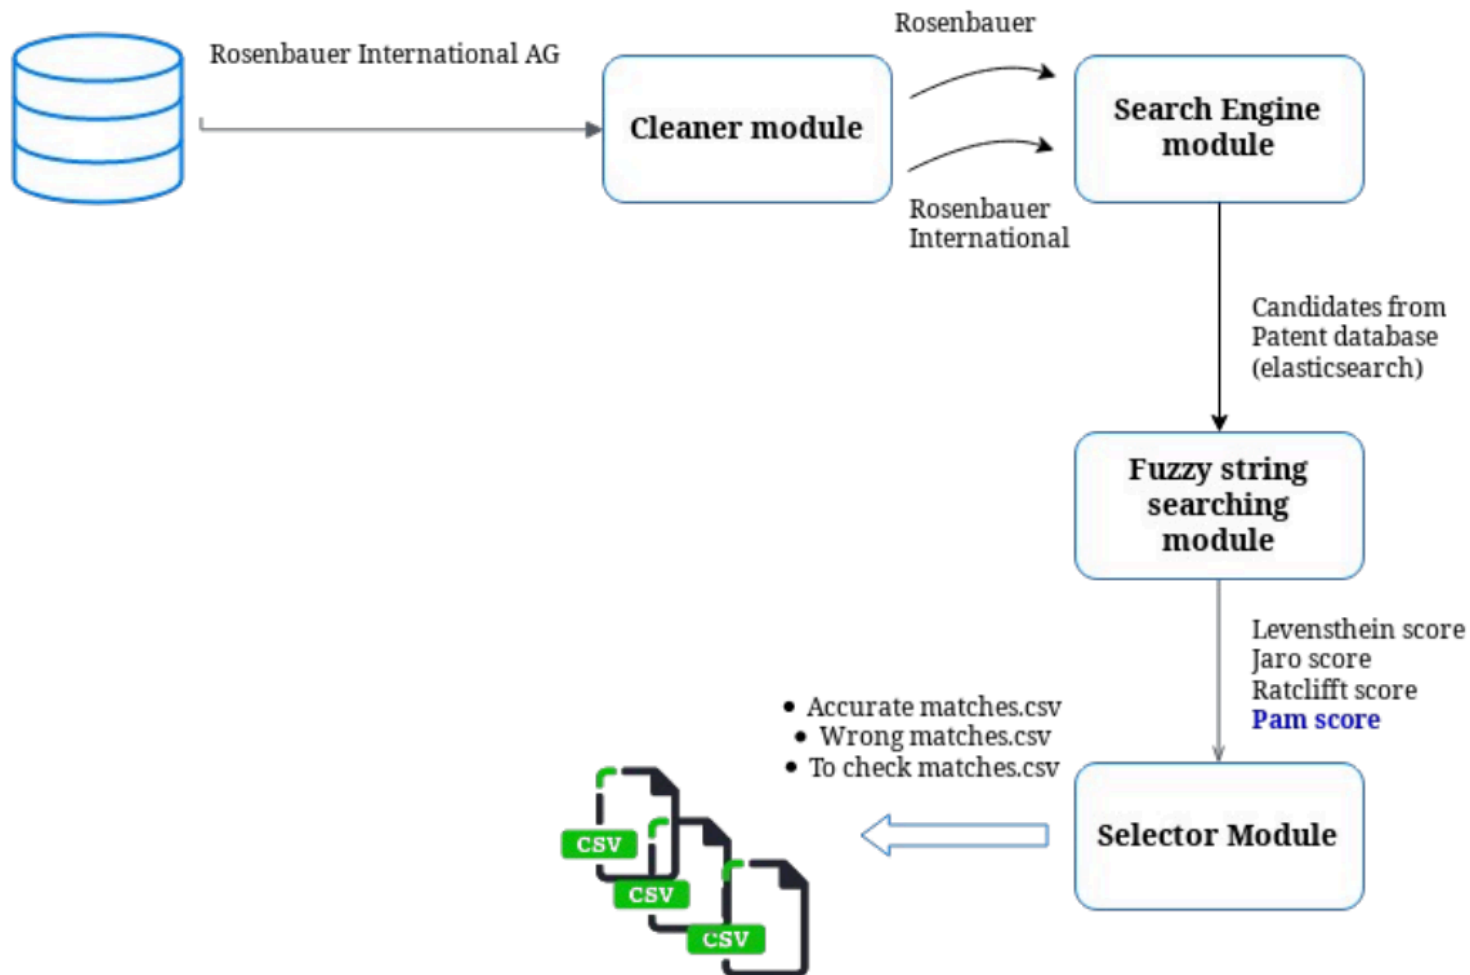 Rosenbauer International AG
Cleaner module
Rosenbauer
Rosenbauer
International
Search Engine
module
Candidates from
Patent database
(elasticsearch)
Fuzzy string
searching
module
Levensthein score
Jaro score
Ratclifft score
Pam score
Selector Module
• Accurate matches.csv
• Wrong matches.csv
• To check matches.csv
CSV
CSV
CSV